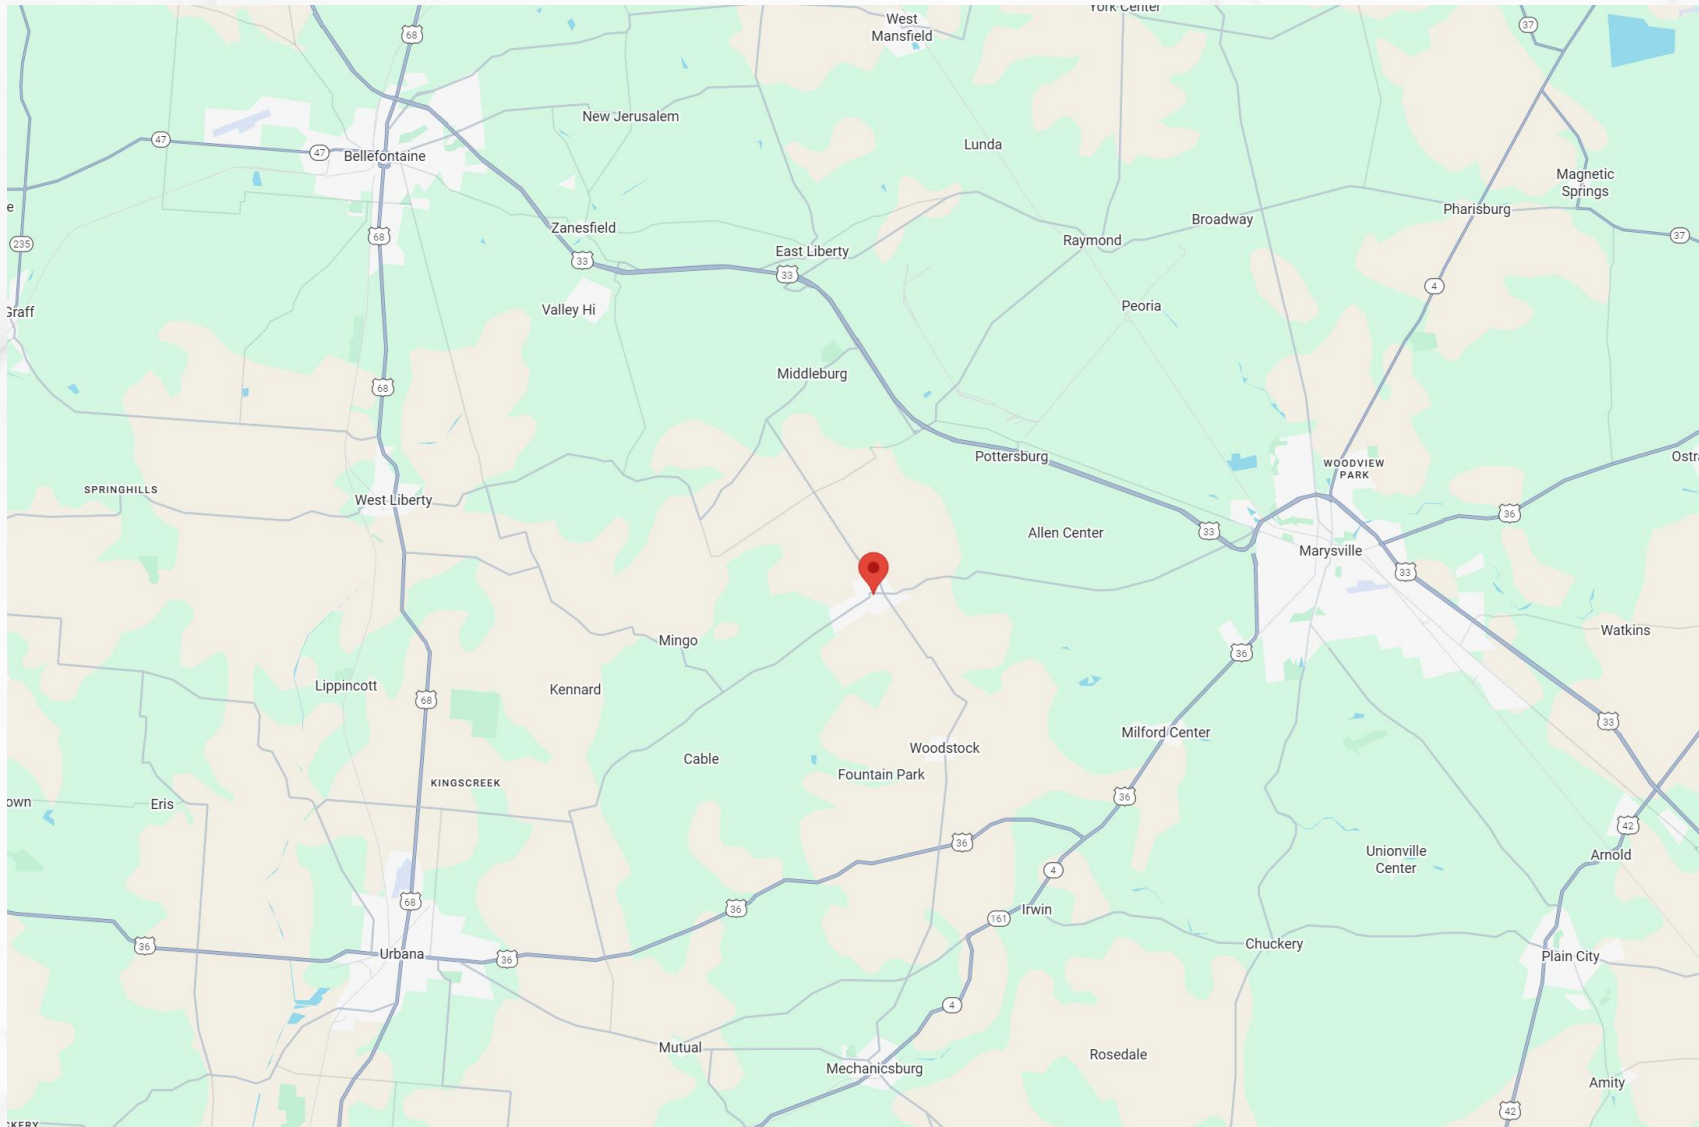 York Center
West
Mansfield
37
68
New Jerusalem
47
47
Bellefontaine
Lunda
Magnetic
Springs
e
Pharisburg
Broadway
Zanesfield
68
37
235
Raymond
East Liberty
33
33
4
Peoria
Valley Hi
Graff
Middleburg
68
Pottersburg
WOODVIEW
PARK
SPRINGHILLS
West Liberty
36
33
Allen Center
Marysville
33
Watkins
Mingo
36
Lippincott
Kennard
68
33
Milford Center
Woodstock
Cable
Fountain Park
KINGSCREEK
36
own
Eris
42
36
Unionville
Center
Arnold
4
68
36
161
Irwin
36
Chuckery
Urbana
36
Plain City
4
Mutual
Mechanicsburg
Rosedale
Amity
42